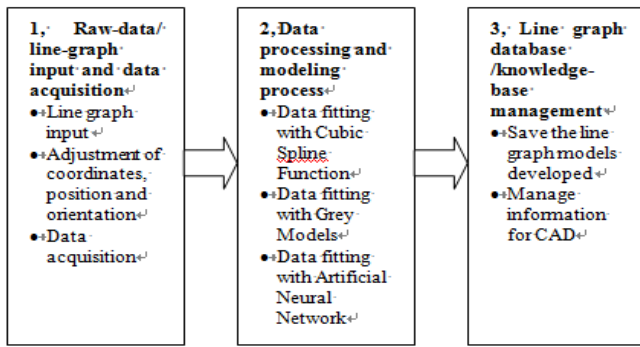 1, Raw-data/
line-graph
input and data
acquisition
Line graph
input
Adjustment of
coordinates,
position and
orientation
Data
acquisition
2,Data
processing and
modeling
process
Data fitting
with Cubic
Spline
Function
Data fitting
with Grey
Models
Data fitting
with Artificial
Neural
Network
3, Line graph
database
/knowledge-
base
management
Save the line
graph models
developed
Manage
information
for CAD